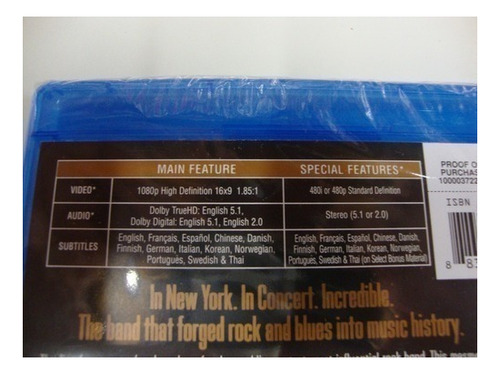 MAIN FEATURE SPECIAL FEATURES*
PROOF O
PURCHAS
10000372
VIDEO* 1080p High Definition 16x9 1.85:1 480i or 480p Standard Definition
ISBN
AUDIO* Dolby TrueHD: English 5.1, Stereo (5.1 or 2.0)
Dolby Digital: English 5.1, English 2.0
SUBTITLES English, Français, Español, Chinese, Danish, English, Français, Español, Chinese, Danish,
Finnish, German, Italian, Korean, Norwegian, Finnish, German, Italian, Korean, Norwegian,
Portugués, Swedish & Thai Portugués, Swedish & Thai (on Select Bonus Material)
8 83
In New York. In Concert. Incredible.
The band that forged rock and blues into music history.